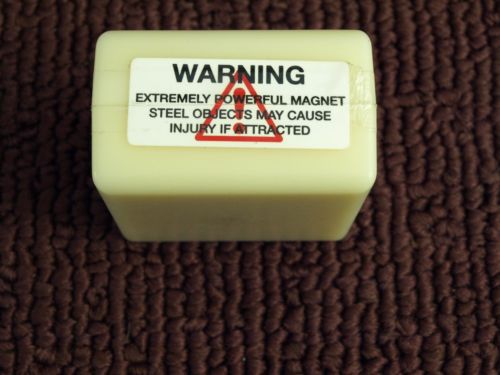 WARNING
EXTREMELY POWERFUL MAGNET
STEEL OBJECTS MAY CAUSE
INJURY IF ATTRACTED